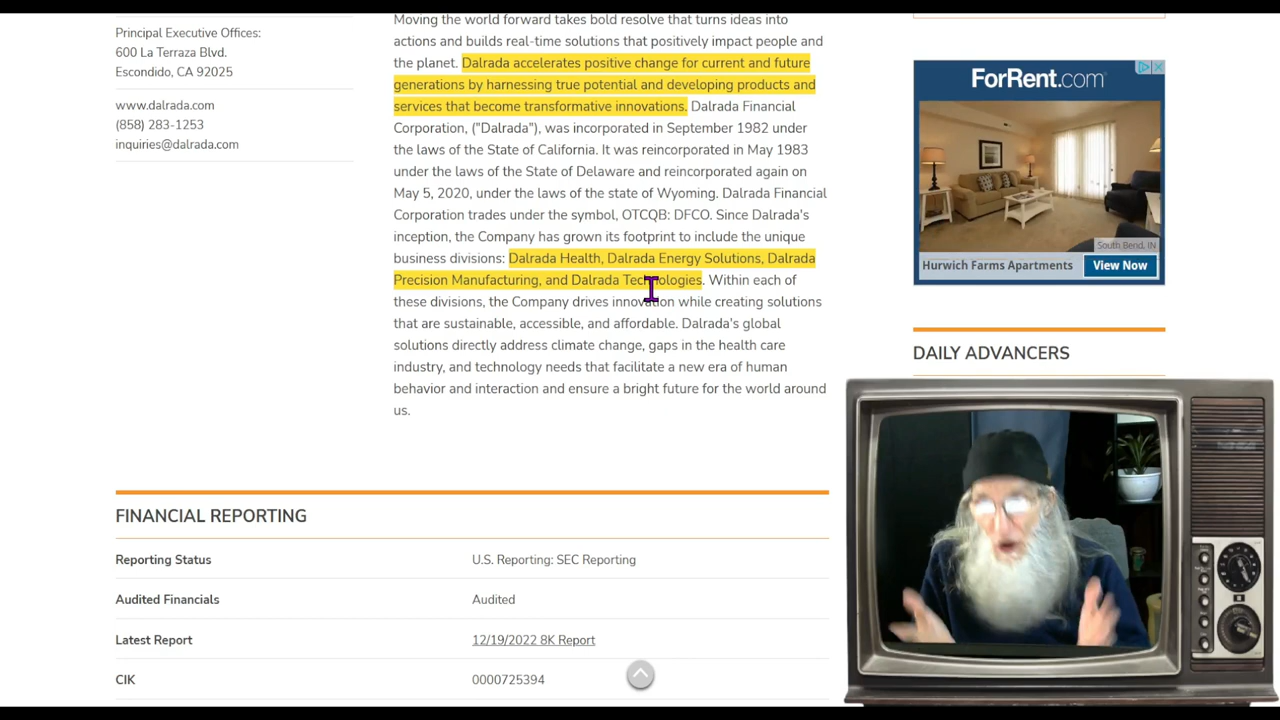 Principal Executive Offices:
600 La Terraza Blvd.
Escondido, CA 92025
www.dalrada.com
(858) 283-1253
inquiries@dalrada.com
Moving the world forward takes bold resolve that turns ideas into
actions and builds real-time solutions that positively impact people and
the planet. Dalrada accelerates positive change for current and future
generations by harnessing true potential and developing products and
services that become transformative innovations. Dalrada Financial
Corporation, ("Dalrada"), was incorporated in September 1982 under
the laws of the State of California. It was reincorporated in May 1983
under the laws of the State of Delaware and reincorporated again on
May 5, 2020, under the laws of the state of Wyoming. Dalrada Financial
Corporation trades under the symbol, OTCQB: DFCO. Since Dalrada's
inception, the Company has grown its footprint to include the unique
business divisions: Dalrada Health, Dalrada Energy Solutions, Dalrada
Precision Manufacturing, and Dalrada Technologies. Within each of
these divisions, the Company drives innovation while creating solutions
that are sustainable, accessible, and affordable. Dalrada's global
solutions directly address climate change, gaps in the health care
industry, and technology needs that facilitate a new era of human
behavior and interaction and ensure a bright future for the world around
us.
ForRent.com
South Bend, IN
Hurwich Farms Apartments View Now
DAILY ADVANCERS
FINANCIAL REPORTING
Reporting Status U.S. Reporting: SEC Reporting
Audited Financials Audited
Latest Report 12/19/2022 8K Report
CIK 0000725394